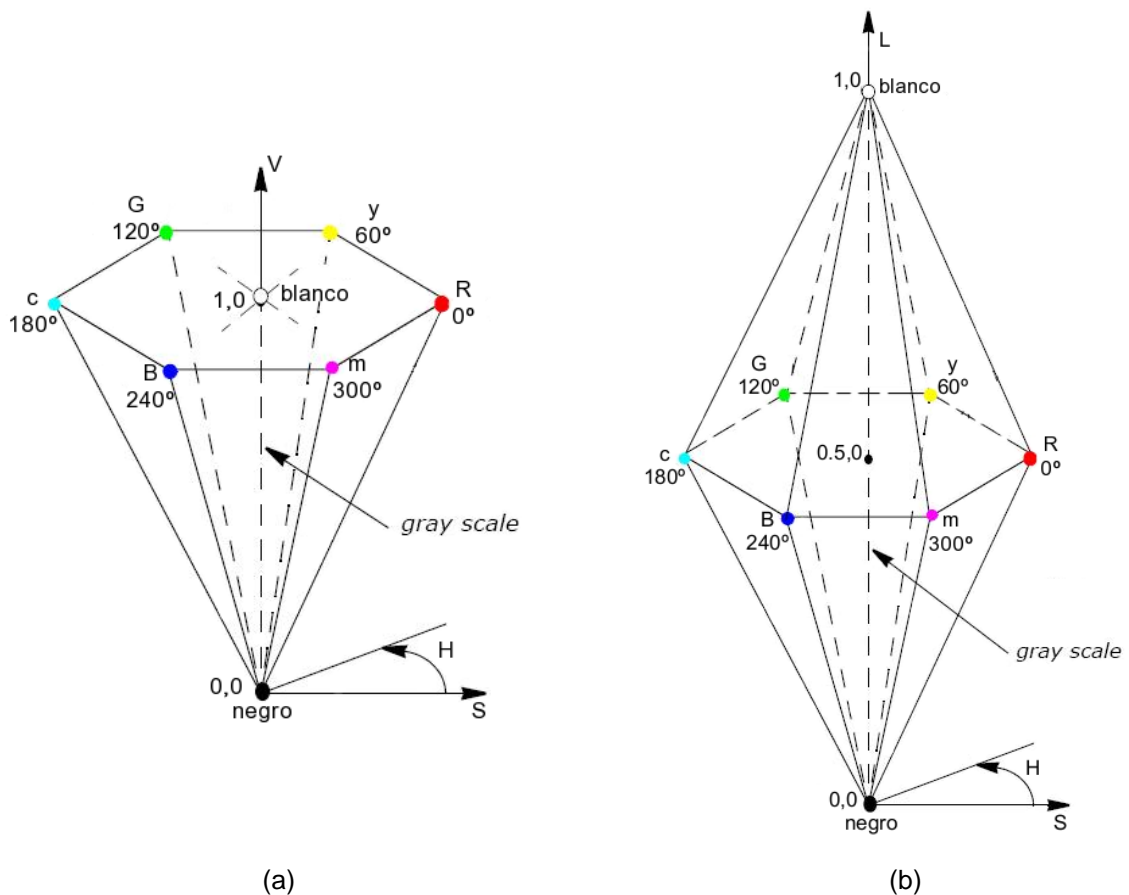 V
G
120º
y
60º
1,0
blanco
R
0º
c
180º
B
240º
m
300º
gray scale
H
0,0
negro
S
(a)
L
1,0
blanco
G
120º
y
60º
c
180º
0.5,0
R
0º
B
240º
m
300º
gray scale
H
0,0
negro
S
(b)